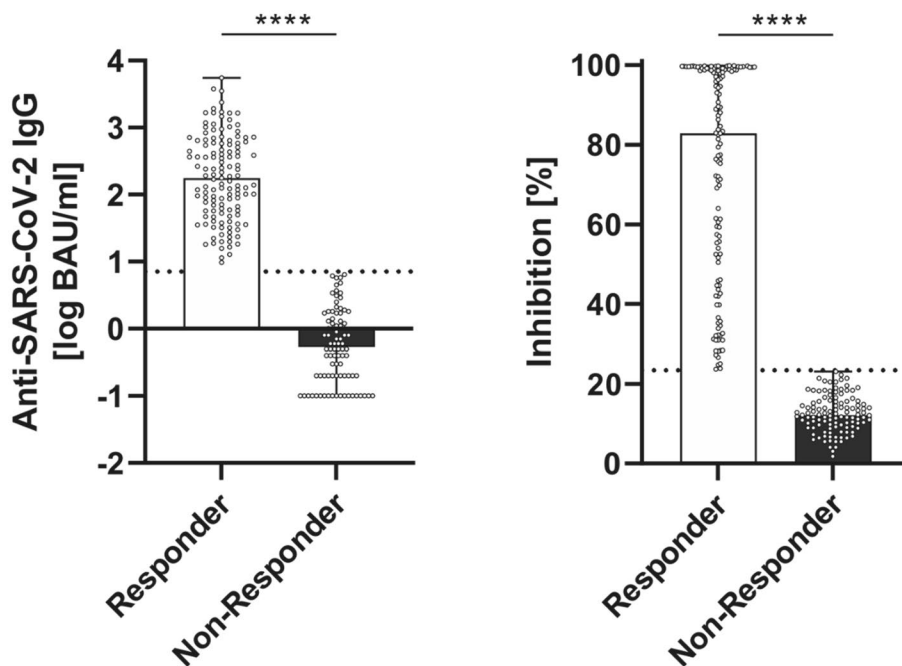 ****
Anti-SARS-CoV-2 IgG
[log BAU/ml]
4
3
2
1
0
-1
-2
Responder
Non-Responder
****
Inhibition [%]
100
80
60
40
20
0
Responder
Non-Responder